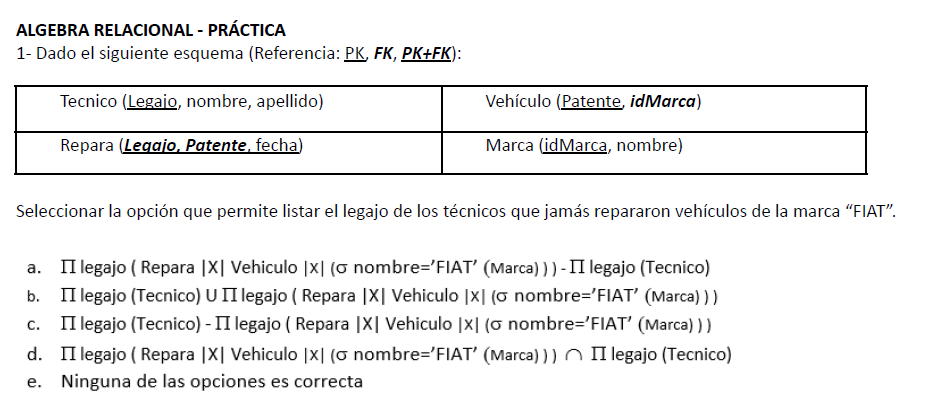 ALGEBRA RELACIONAL - PRÁCTICA
1- Dado el siguiente esquema (Referencia: PK, FK, PK+FK):
Tecnico (Legajo, nombre, apellido)
Vehículo (Patente, idMarca)
Repara (Legajo, Patente, fecha)
Marca (idMarca, nombre)
Seleccionar la opción que permite listar el legajo de los técnicos que jamás repararon vehículos de la marca “FIAT”.
a. ∏ legajo ( Repara |X| Vehiculo |x| (σ nombre=’FIAT’ (Marca) ) ) - ∏ legajo (Tecnico)
b. ∏ legajo (Tecnico) U ∏ legajo ( Repara |X| Vehiculo |x| (σ nombre=’FIAT’ (Marca) ) )
c. ∏ legajo (Tecnico) - ∏ legajo ( Repara |X| Vehiculo |x| (σ nombre=’FIAT’ (Marca) ) )
d. ∏ legajo ( Repara |X| Vehiculo |x| (σ nombre=’FIAT’ (Marca) ) ) ∩ ∏ legajo (Tecnico)
e. Ninguna de las opciones es correcta